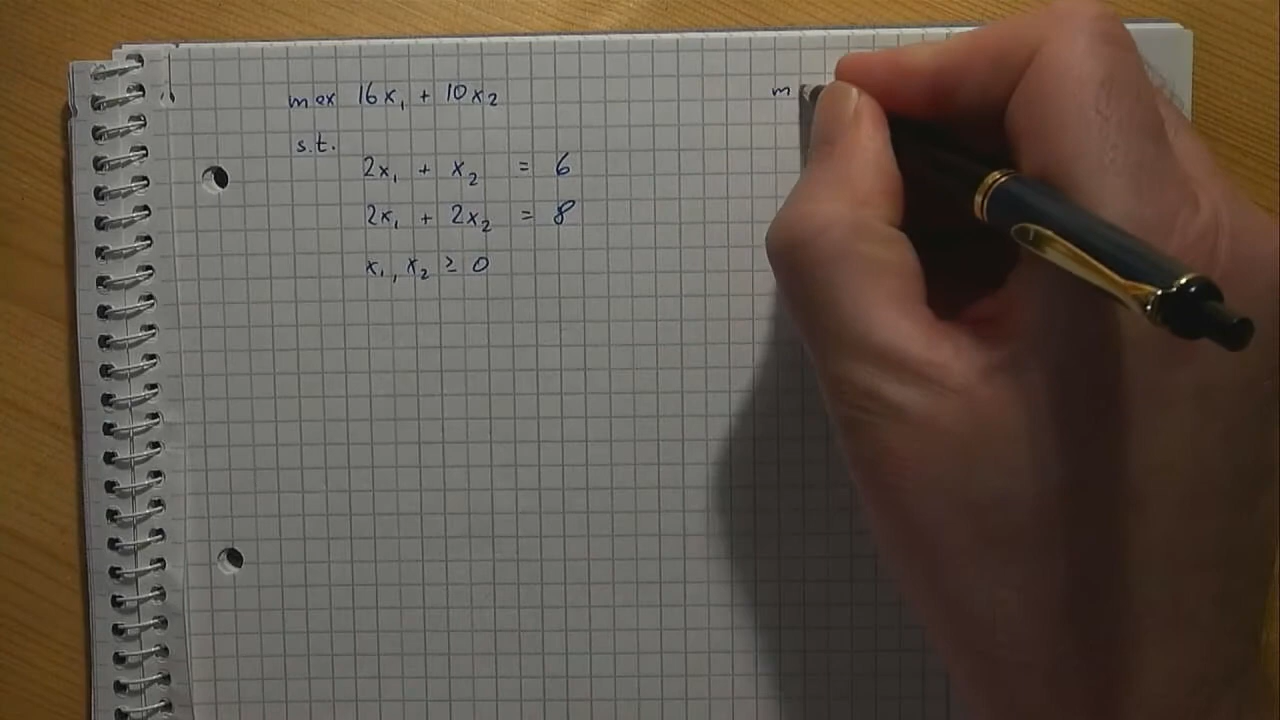 max 16x₁ + 10x₂
s.t.
2x₁ + x₂ = 6
2x₁ + 2x₂ = 8
x₁, x₂ ≥ 0
m